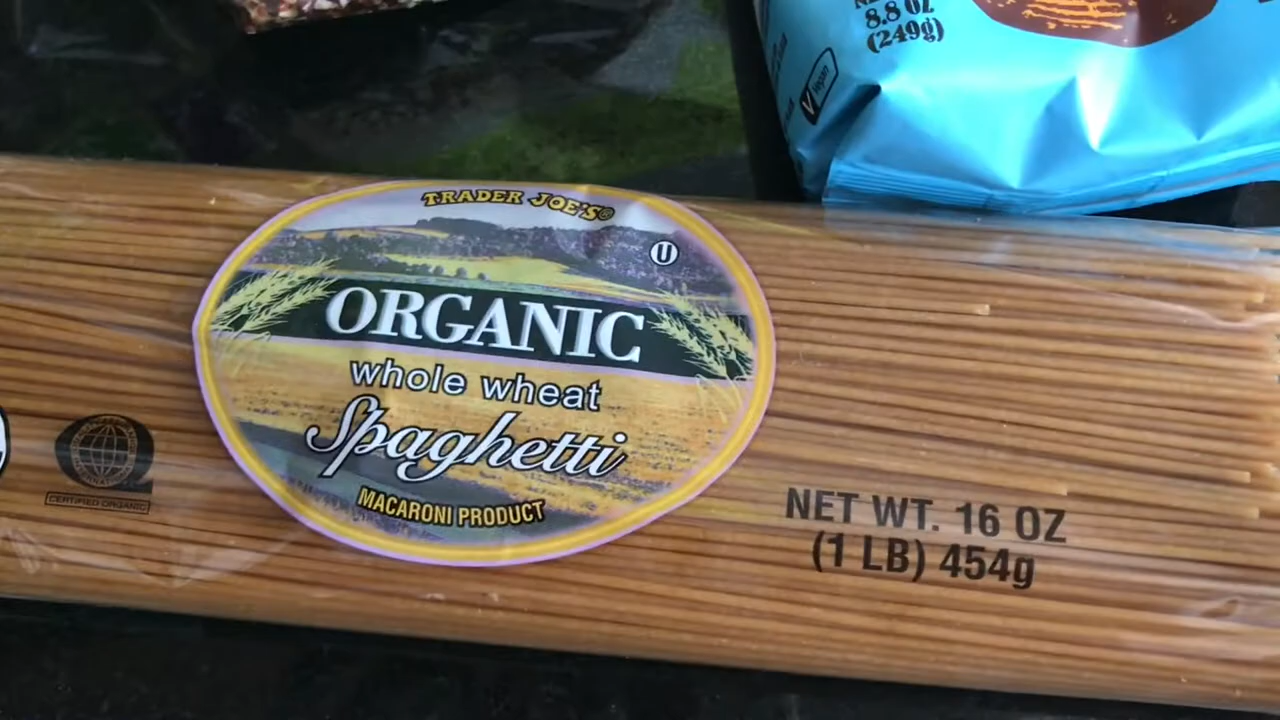 8.8 OZ
(249g)
Vegan
TRADER JOE'S®
U
ORGANIC
whole wheat
Spaghetti
MACARONI PRODUCT
CERTIFIED ORGANIC
NET WT. 16 OZ
(1 LB) 454g